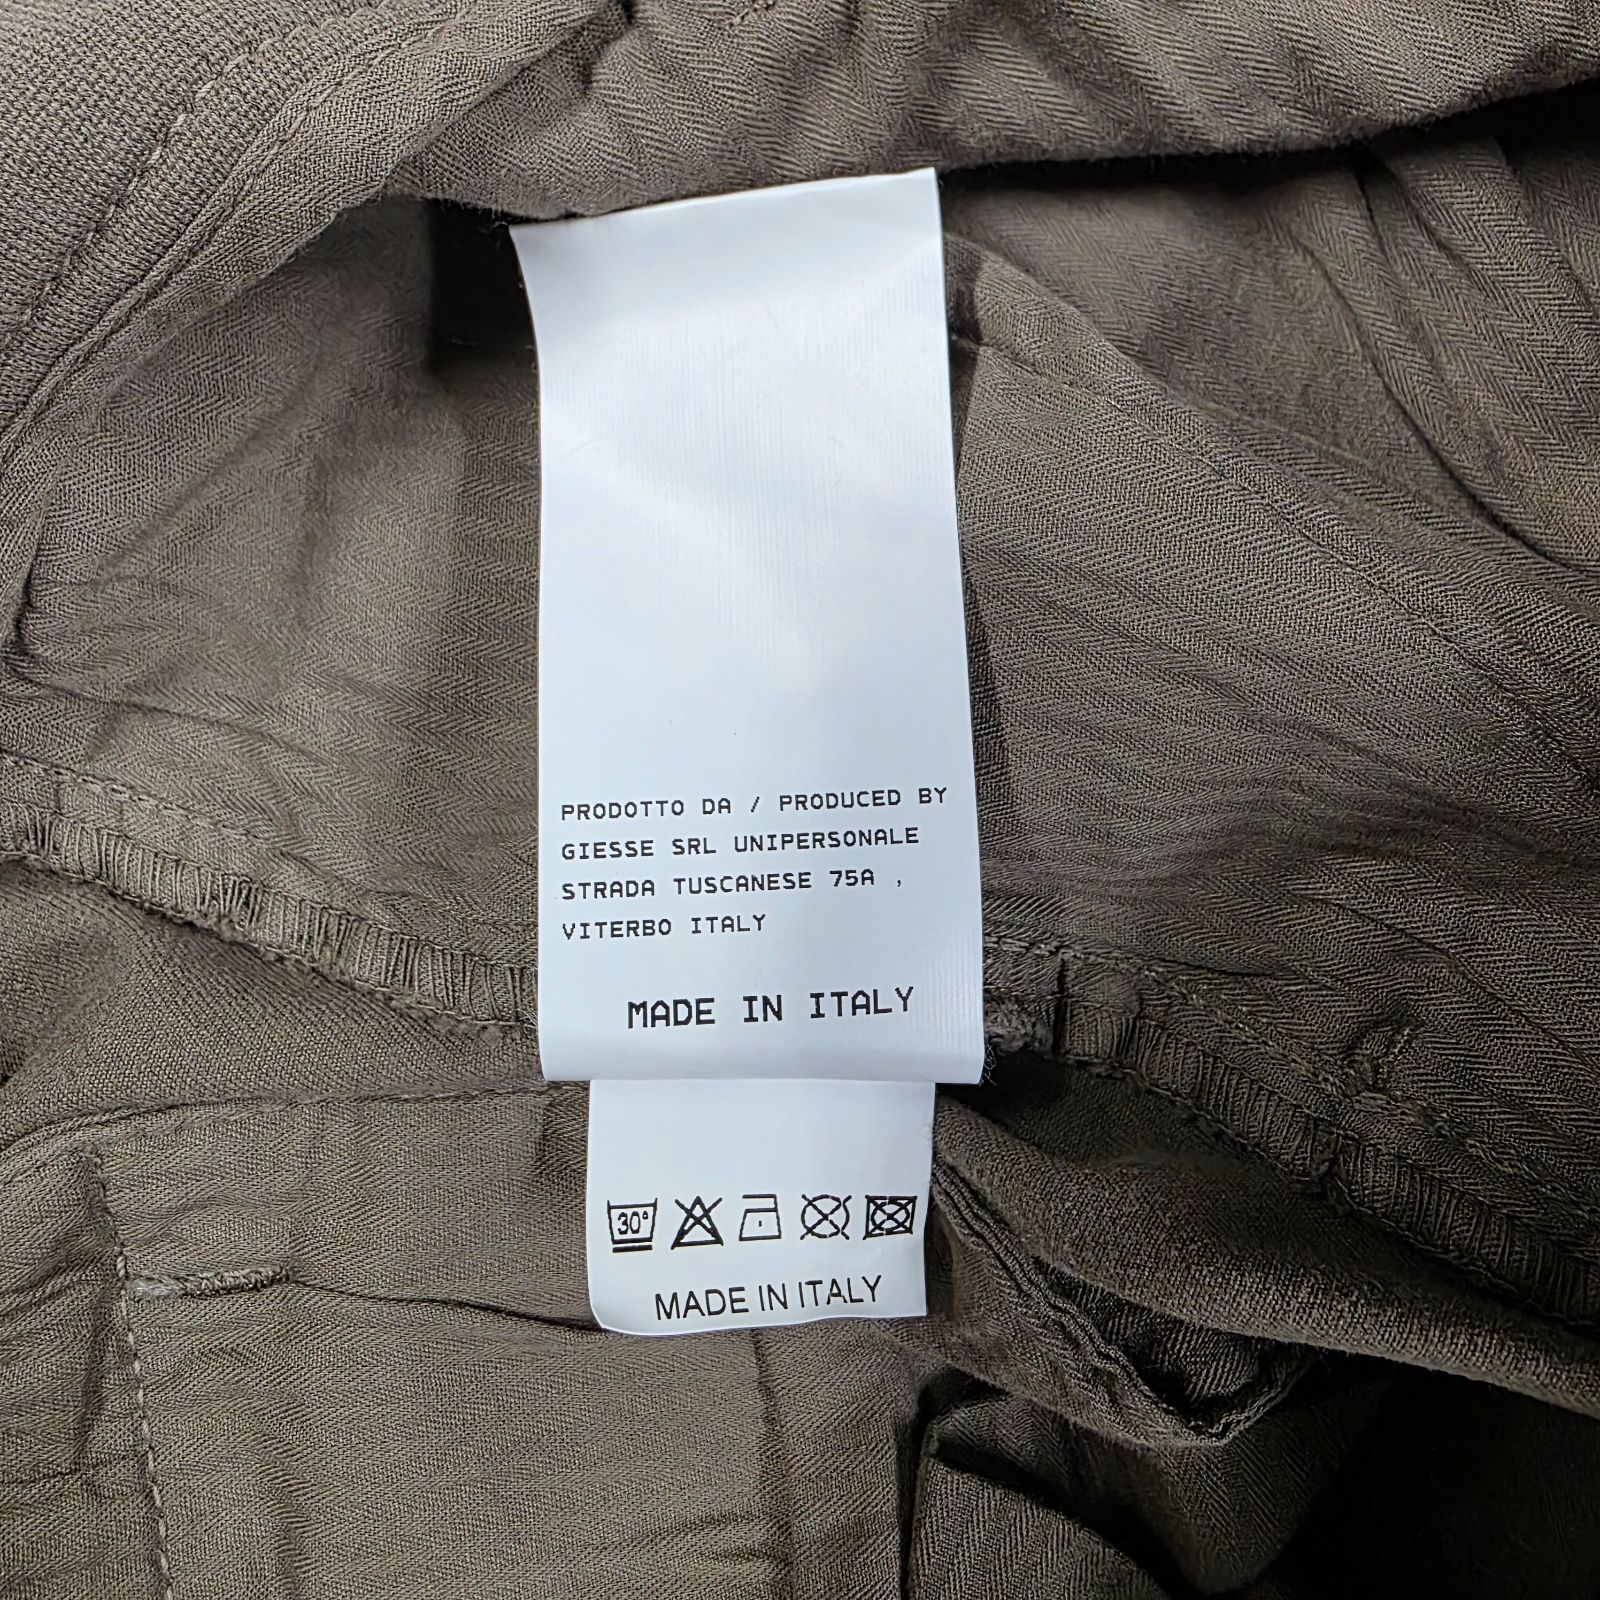 PRODOTTO DA / PRODUCED BY
GIESSE SRL UNIPERSONALE
STRADA TUSCANESE 75A ,
VITERBO ITALY
MADE IN ITALY
30°
MADE IN ITALY